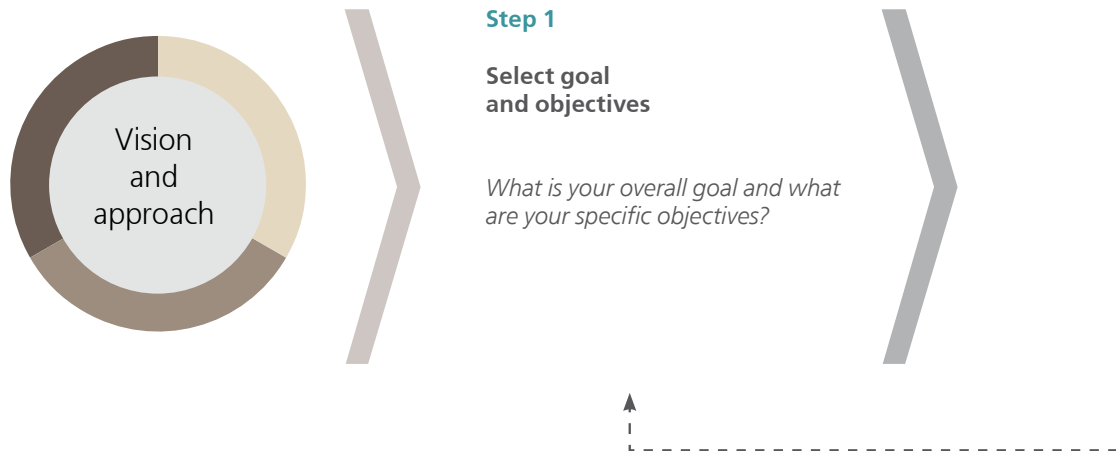 Vision
and
approach
Step 1
Select goal
and objectives
What is your overall goal and what
are your specific objectives?